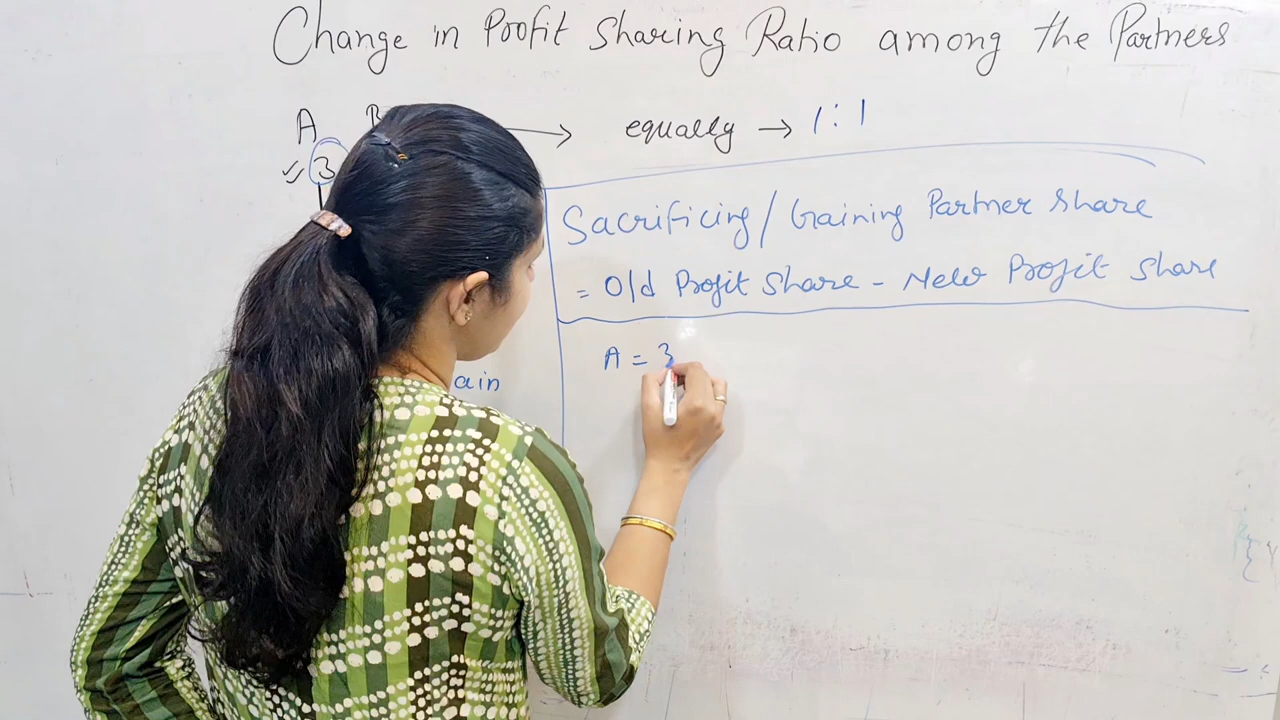 Change in Profit Sharing Ratio among the Partners
A B → equally → 1:1
3
Sacrificing / Gaining Partner Share
= Old Profit Share - New Profit Share
A = 3
ain